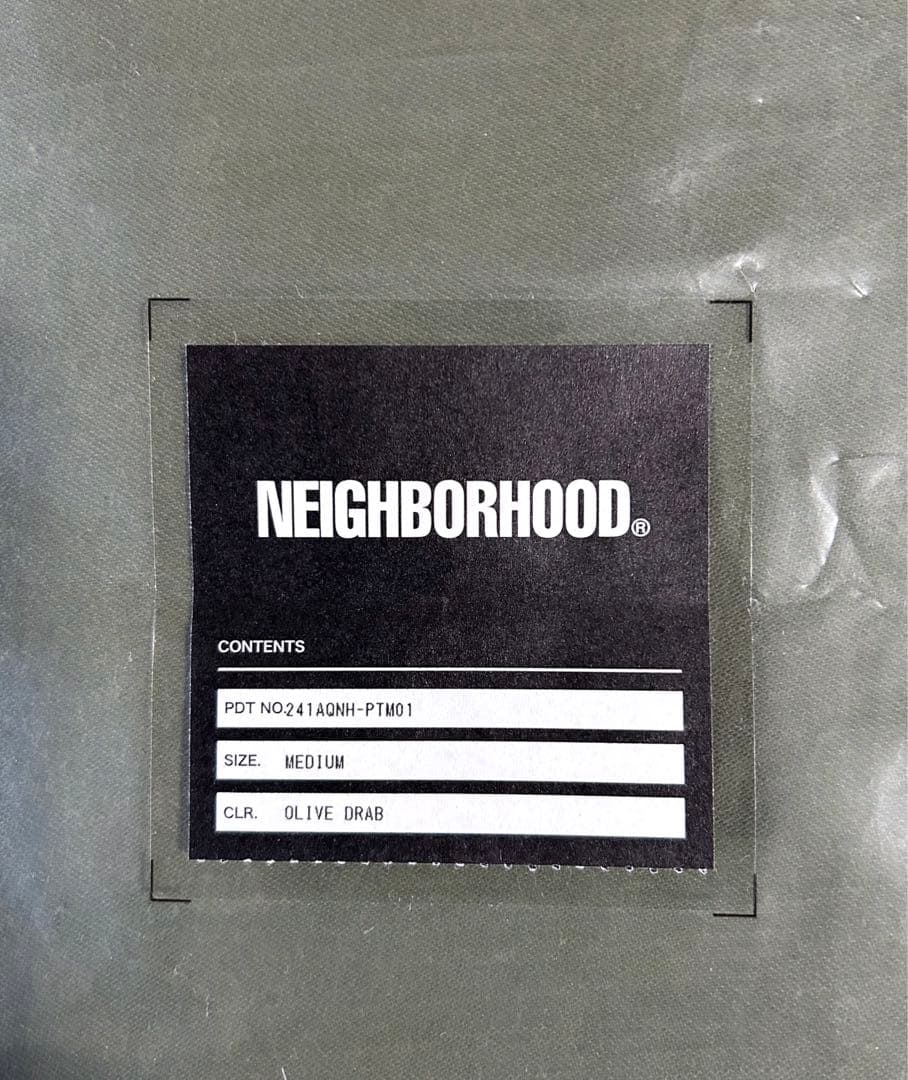 NEIGHBORHOOD®
CONTENTS
PDT NO.241AQNH-PTM01
SIZE. MEDIUM
CLR. OLIVE DRAB